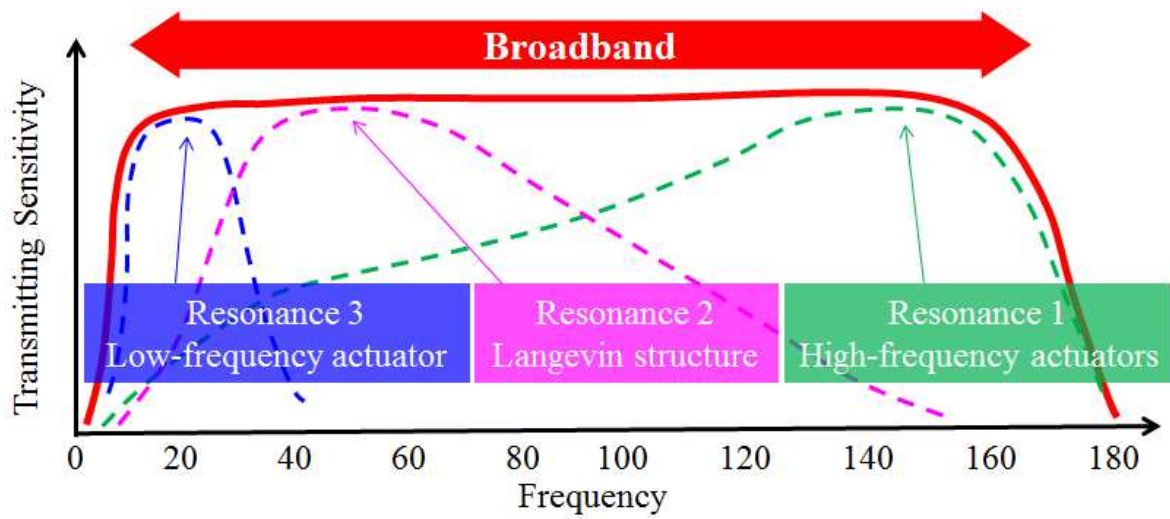 Broadband
Transmitting Sensitivity
Resonance 3
Low-frequency actuator
Resonance 2
Langevin structure
Resonance 1
High-frequency actuators
0 20 40 60 80 100 120 140 160 180
Frequency